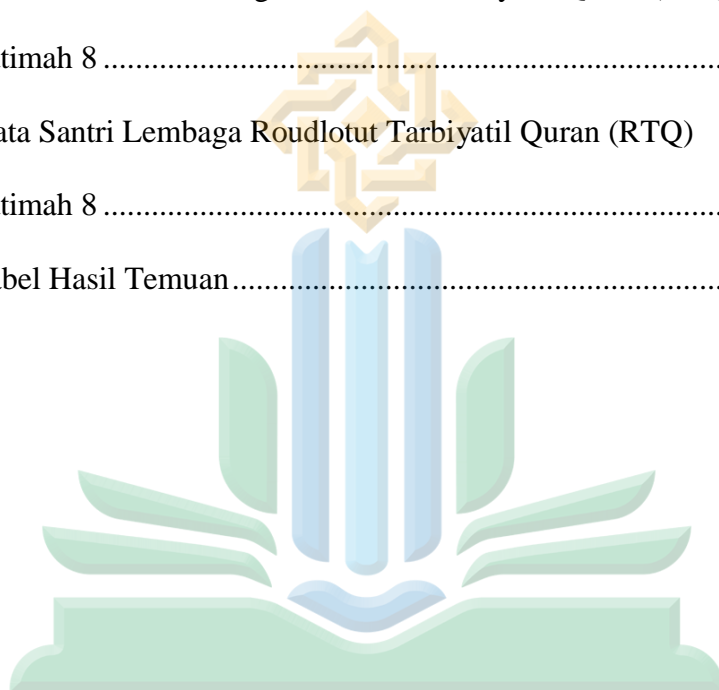 timah 8 ........................................................................
ata Santri Lembaga Roudlotut Tarbiyatil Quran (RTQ)
timah 8 ........................................................................
bel Hasil Temuan........................................................